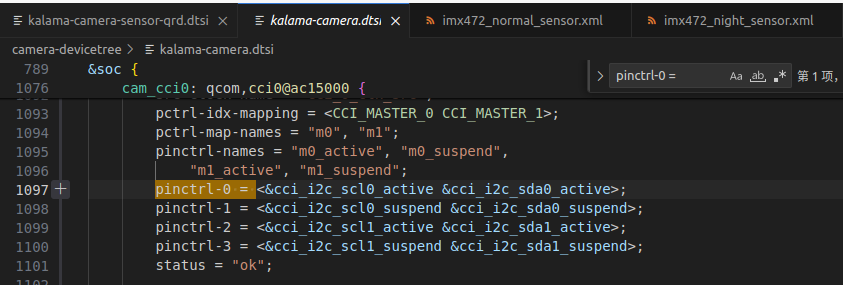 kalama-camera-sensor-qrd.dtsi
kalama-camera.dtsi
imx472_normal_sensor.xml
imx472_night_sensor.xml
camera-devicetree > kalama-camera.dtsi
789 &soc {
pinctrl-0 = Aa ab .* 第 1 项,
1076 cam_cci0: qcom,cci0@ac15000 {
1093 pctrl-idx-mapping = <CCI_MASTER_0 CCI_MASTER_1>;
1094 pctrl-map-names = "m0", "m1";
1095 pinctrl-names = "m0_active", "m0_suspend",
1096 "m1_active", "m1_suspend";
1097 pinctrl-0 = <&cci_i2c_scl0_active &cci_i2c_sda0_active>;
1098 pinctrl-1 = <&cci_i2c_scl0_suspend &cci_i2c_sda0_suspend>;
1099 pinctrl-2 = <&cci_i2c_scl1_active &cci_i2c_sda1_active>;
1100 pinctrl-3 = <&cci_i2c_scl1_suspend &cci_i2c_sda1_suspend>;
1101 status = "ok";